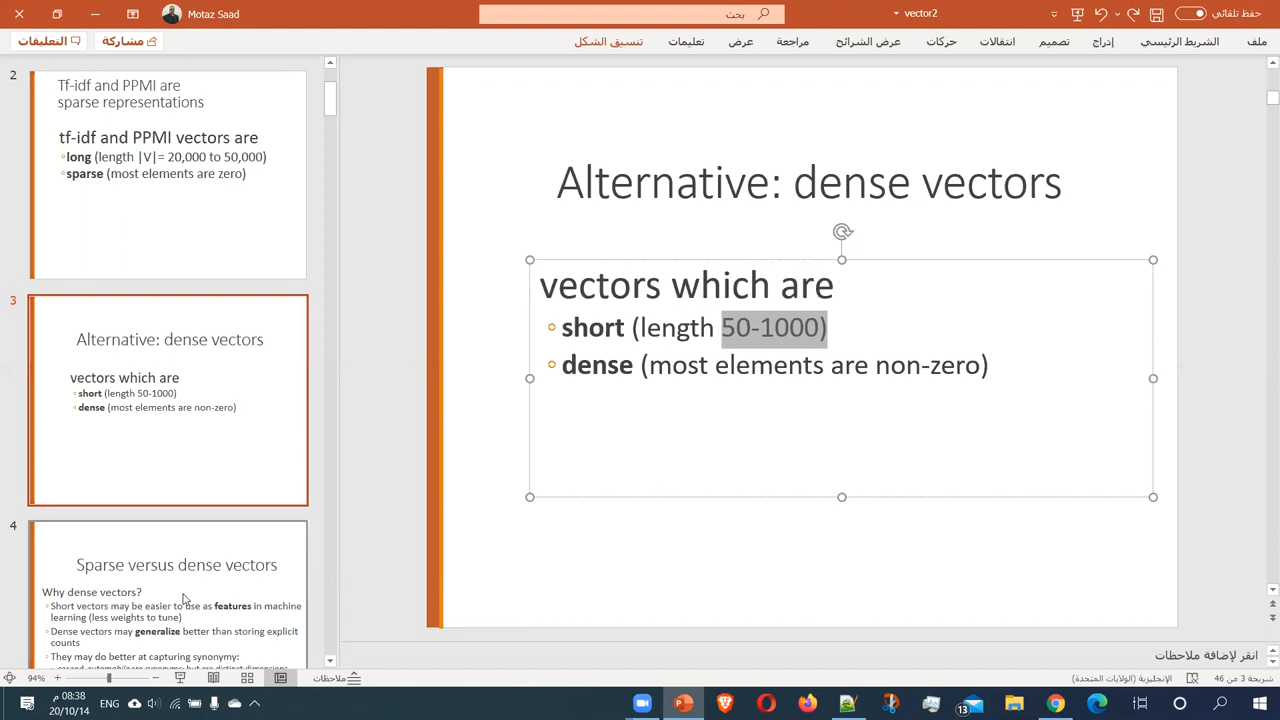 Motaz Saad
بحث
vector2
حفظ تلقائي
التعليقات
مشاركة
ملف
الشريط الرئيسي
إدراج
تصميم
انتقالات
حركات
عرض الشرائح
مراجعة
عرض
تعليمات
تنسيق الشكل
2
Tf-idf and PPMI are
sparse representations
tf-idf and PPMI vectors are
long (length |V|= 20,000 to 50,000)
sparse (most elements are zero)
3
Alternative: dense vectors
vectors which are
short (length 50-1000)
dense (most elements are non-zero)
4
Sparse versus dense vectors
Why dense vectors?
Short vectors may be easier to use as features in machine
learning (less weights to tune)
Dense vectors may generalize better than storing explicit
counts
They may do better at capturing synonymy:
Alternative: dense vectors
vectors which are
short (length 50-1000)
dense (most elements are non-zero)
انقر لإضافة ملاحظات
94%
ملاحظات
الإنجليزية (الولايات المتحدة)
شريحة 3 من 46
08:38
20/10/14
ENG
13